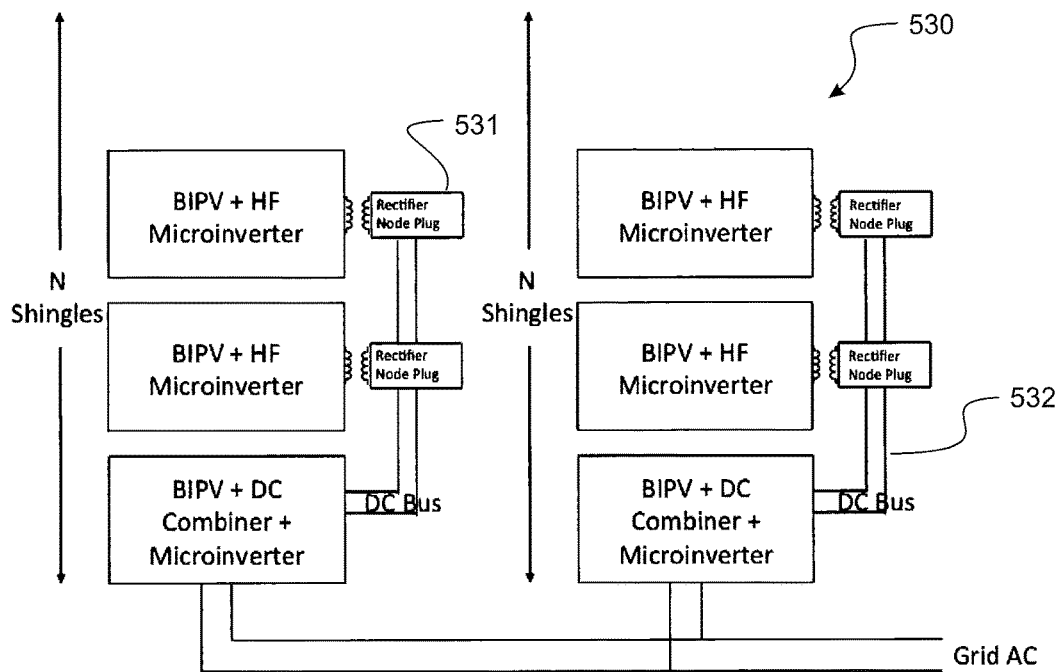 530
531
BIPV + HF
Microinverter
Rectifier
Node Plug
BIPV + HF
Microinverter
Rectifier
Node Plug
N
Shingles
N
Shingles
BIPV + HF
Microinverter
Rectifier
Node Plug
BIPV + HF
Microinverter
Rectifier
Node Plug
532
BIPV + DC
Combiner +
Microinverter
DC Bus
BIPV + DC
Combiner +
Microinverter
DC Bus
Grid AC